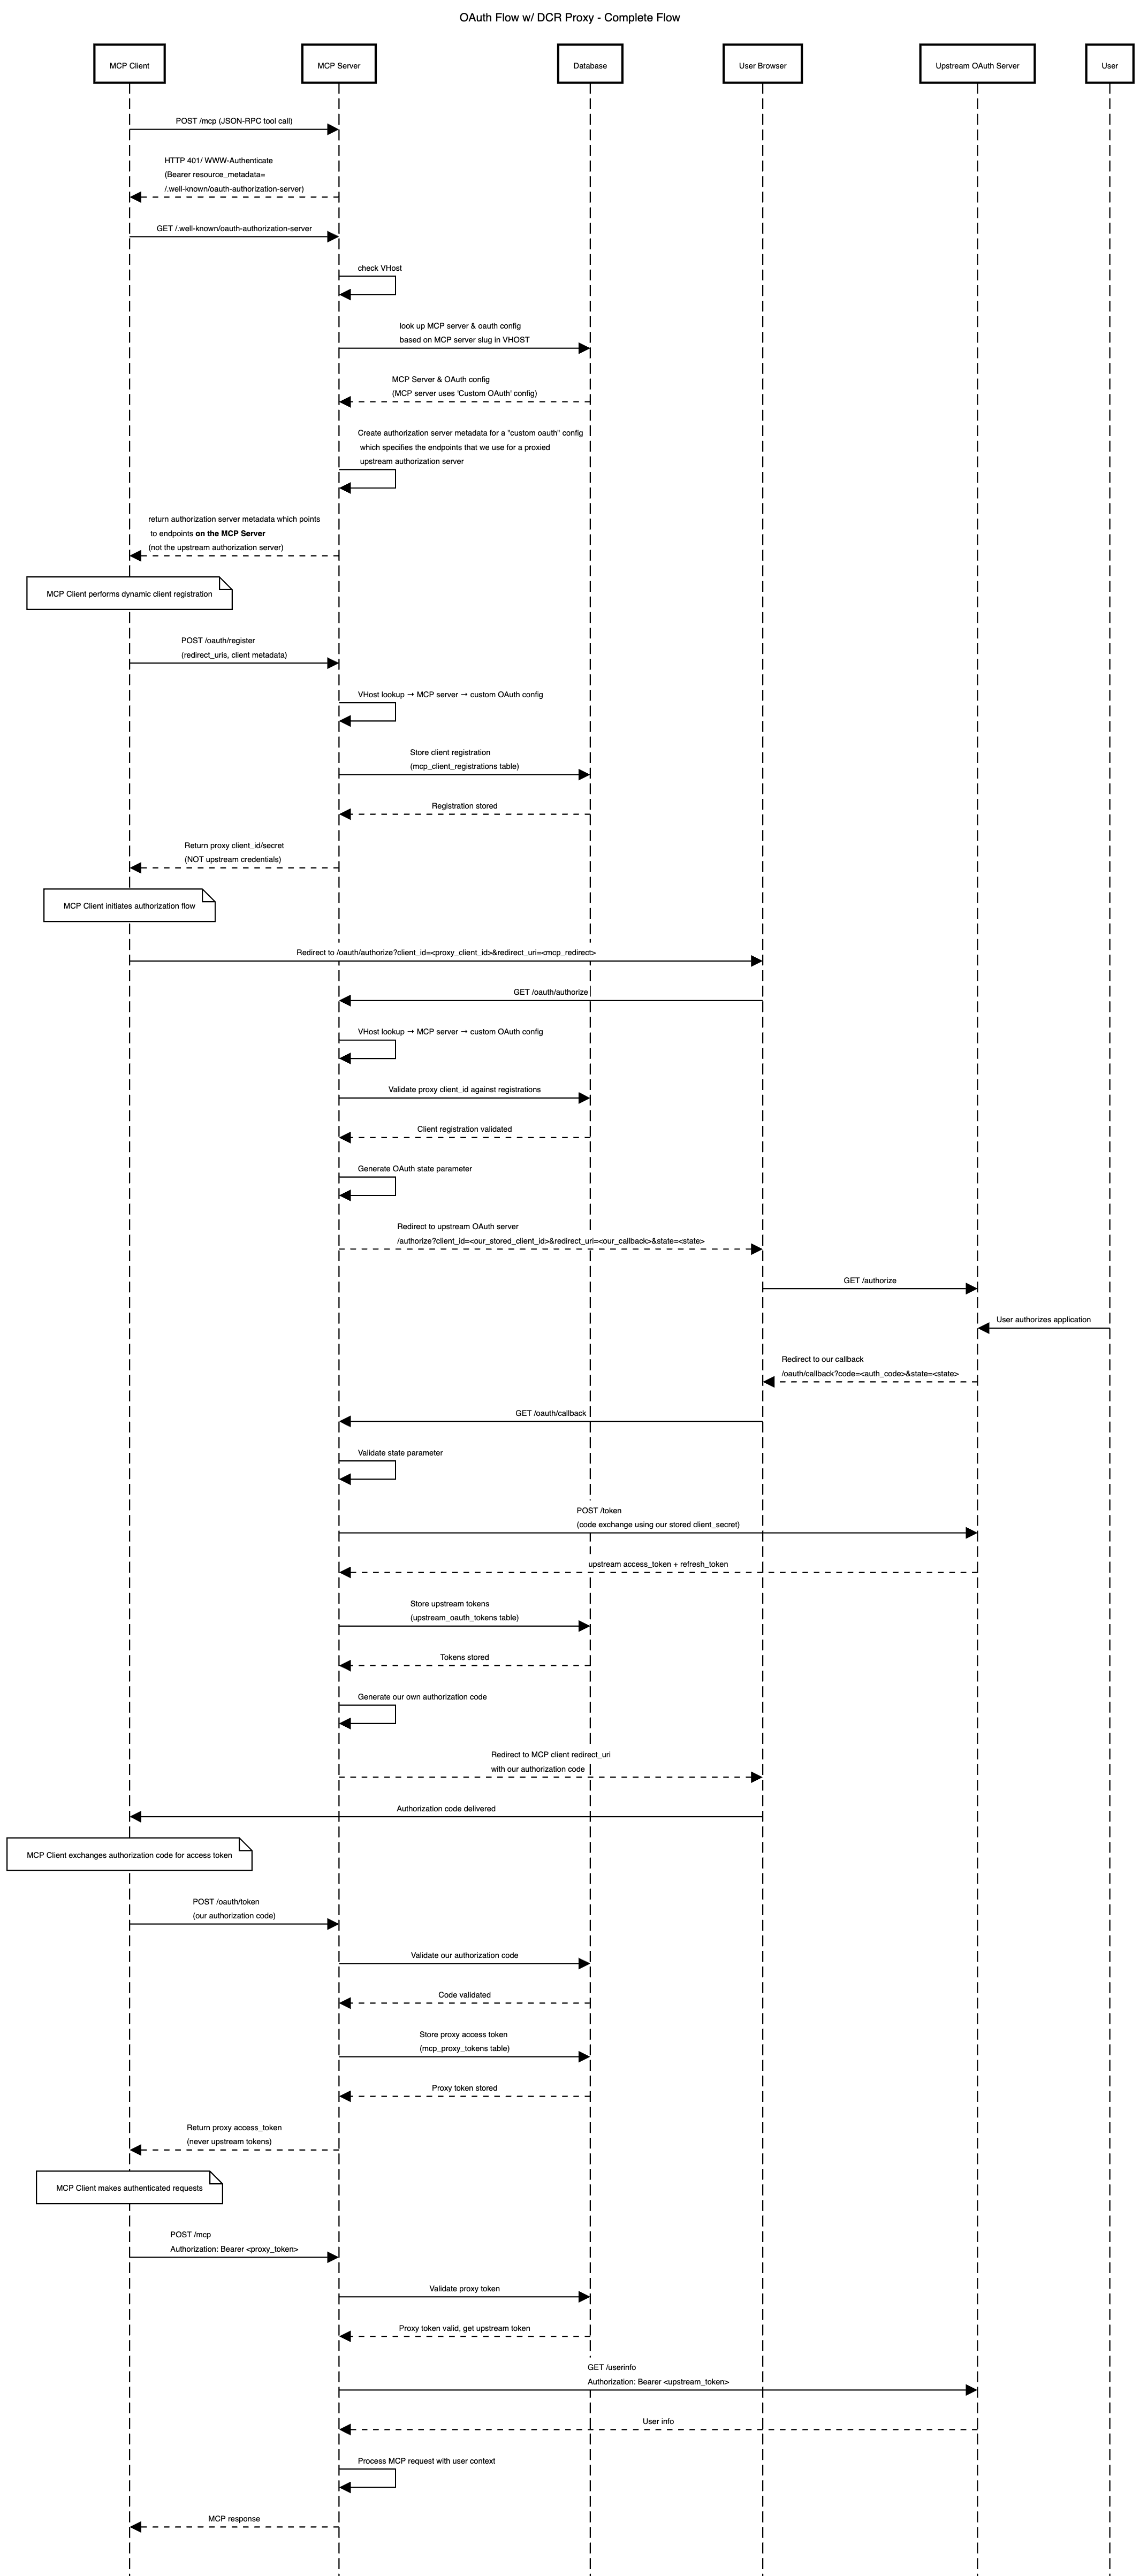 OAuth Flow w/ DCR Proxy - Complete Flow
MCP Client
MCP Server
Database
User Browser
Upstream OAuth Server
User
POST /mcp (JSON-RPC tool call)
HTTP 401/ WWW-Authenticate
(Bearer resource_metadata=
/.well-known/oauth-authorization-server)
GET /.well-known/oauth-authorization-server
check VHost
look up MCP server & oauth config
based on MCP server slug in VHOST
MCP Server & OAuth config
(MCP server uses 'Custom OAuth' config)
Create authorization server metadata for a "custom oauth" config
which specifies the endpoints that we use for a proxied
upstream authorization server
return authorization server metadata which points
to endpoints on the MCP Server
(not the upstream authorization server)
MCP Client performs dynamic client registration
POST /oauth/register
(redirect_uris, client metadata)
VHost lookup → MCP server → custom OAuth config
Store client registration
(mcp_client_registrations table)
Registration stored
Return proxy client_id/secret
(NOT upstream credentials)
MCP Client initiates authorization flow
Redirect to /oauth/authorize?client_id=<proxy_client_id>&redirect_uri=<mcp_redirect>
GET /oauth/authorize
VHost lookup → MCP server → custom OAuth config
Validate proxy client_id against registrations
Client registration validated
Generate OAuth state parameter
Redirect to upstream OAuth server
/authorize?client_id=<our_stored_client_id>&redirect_uri=<our_callback>&state=<state>
GET /authorize
User authorizes application
Redirect to our callback
/oauth/callback?code=<auth_code>&state=<state>
GET /oauth/callback
Validate state parameter
POST /token
(code exchange using our stored client_secret)
upstream access_token + refresh_token
Store upstream tokens
(upstream_oauth_tokens table)
Tokens stored
Generate our own authorization code
Redirect to MCP client redirect_uri
with our authorization code
Authorization code delivered
MCP Client exchanges authorization code for access token
POST /oauth/token
(our authorization code)
Validate our authorization code
Code validated
Store proxy access token
(mcp_proxy_tokens table)
Proxy token stored
Return proxy access_token
(never upstream tokens)
MCP Client makes authenticated requests
POST /mcp
Authorization: Bearer <proxy_token>
Validate proxy token
Proxy token valid, get upstream token
GET /userinfo
Authorization: Bearer <upstream_token>
User info
Process MCP request with user context
MCP response